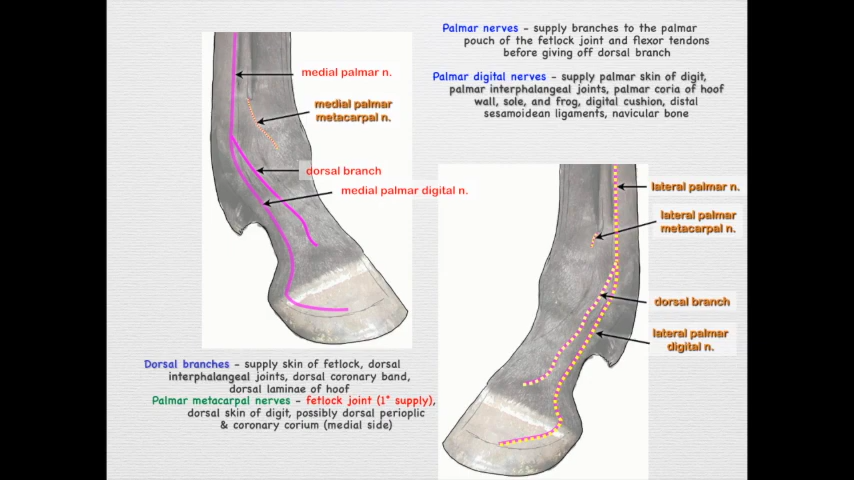 Palmar nerves - supply branches to the palmar
pouch of the fetlock joint and flexor tendons
before giving off dorsal branch
Palmar digital nerves - supply palmar skin of digit,
palmar interphalangeal joints, palmar coria of hoof
wall, sole, and frog, digital cushion, distal
sesamoidean ligaments, navicular bone
medial palmar n.
medial palmar
metacarpal n.
dorsal branch
medial palmar digital n.
lateral palmar n.
lateral palmar
metacarpal n.
dorsal branch
lateral palmar
digital n.
Dorsal branches - supply skin of fetlock, dorsal
interphalangeal joints, dorsal coronary band,
dorsal laminae of hoof
Palmar metacarpal nerves - fetlock joint (1° supply),
dorsal skin of digit, possibly dorsal perioplic
& coronary corium (medial side)